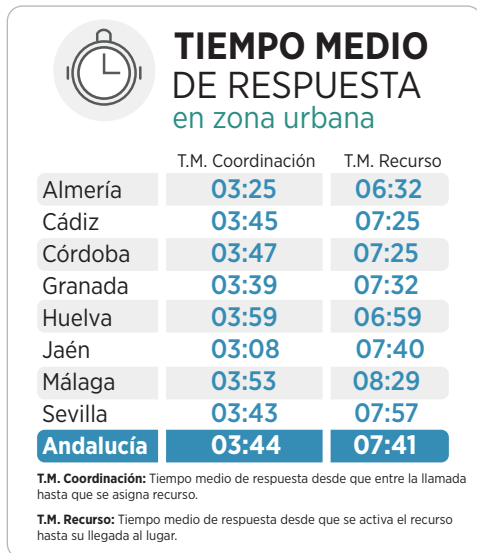 TIEMPO MEDIO
DE RESPUESTA
en zona urbana
T.M. Coordinación T.M. Recurso
Almería 03:25 06:32
Cádiz 03:45 07:25
Córdoba 03:47 07:25
Granada 03:39 07:32
Huelva 03:59 06:59
Jaén 03:08 07:40
Málaga 03:53 08:29
Sevilla 03:43 07:57
Andalucía 03:44 07:41
T.M. Coordinación: Tiempo medio de respuesta desde que entre la llamada
hasta que se asigna recurso.
T.M. Recurso: Tiempo medio de respuesta desde que se activa el recurso
hasta su llegada al lugar.